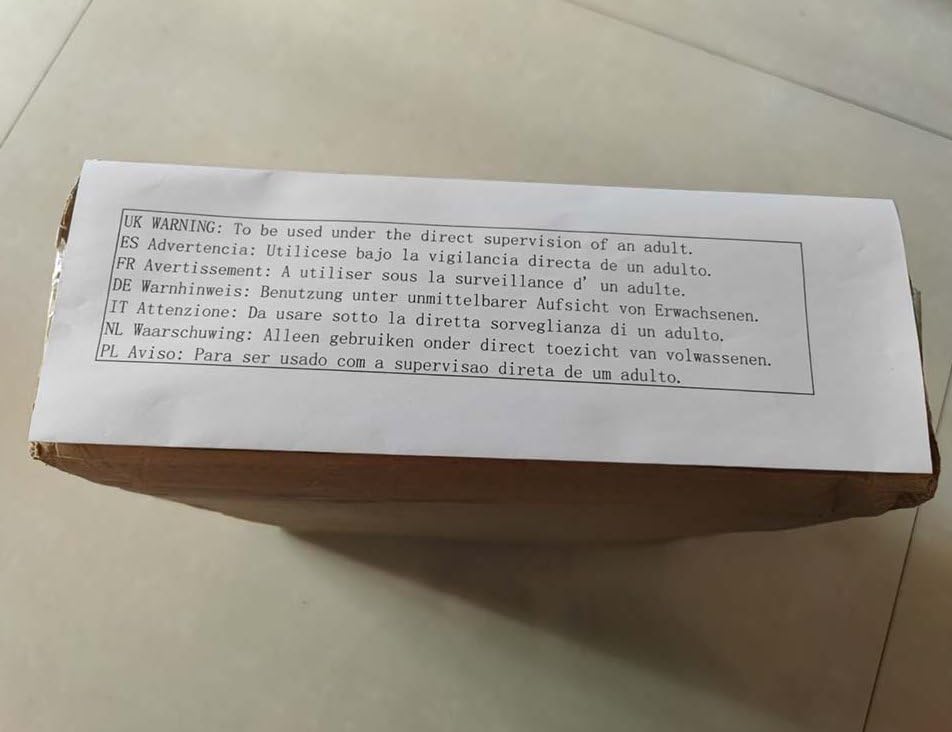 UK WARNING: To be used under the direct supervision of an adult.
ES Advertencia: Utilicese bajo la vigilancia directa de un adulto.
FR Avertissement: A utiliser sous la surveillance d' un adulte.
DE Warnhinweis: Benutzung unter unmittelbarer Aufsicht von Erwachsenen.
IT Attenzione: Da usare sotto la diretta sorveglianza di un adulto.
NL Waarschuwing: Alleen gebruiken onder direct toezicht van volwassenen.
PL Aviso: Para ser usado com a supervisao direta de um adulto.